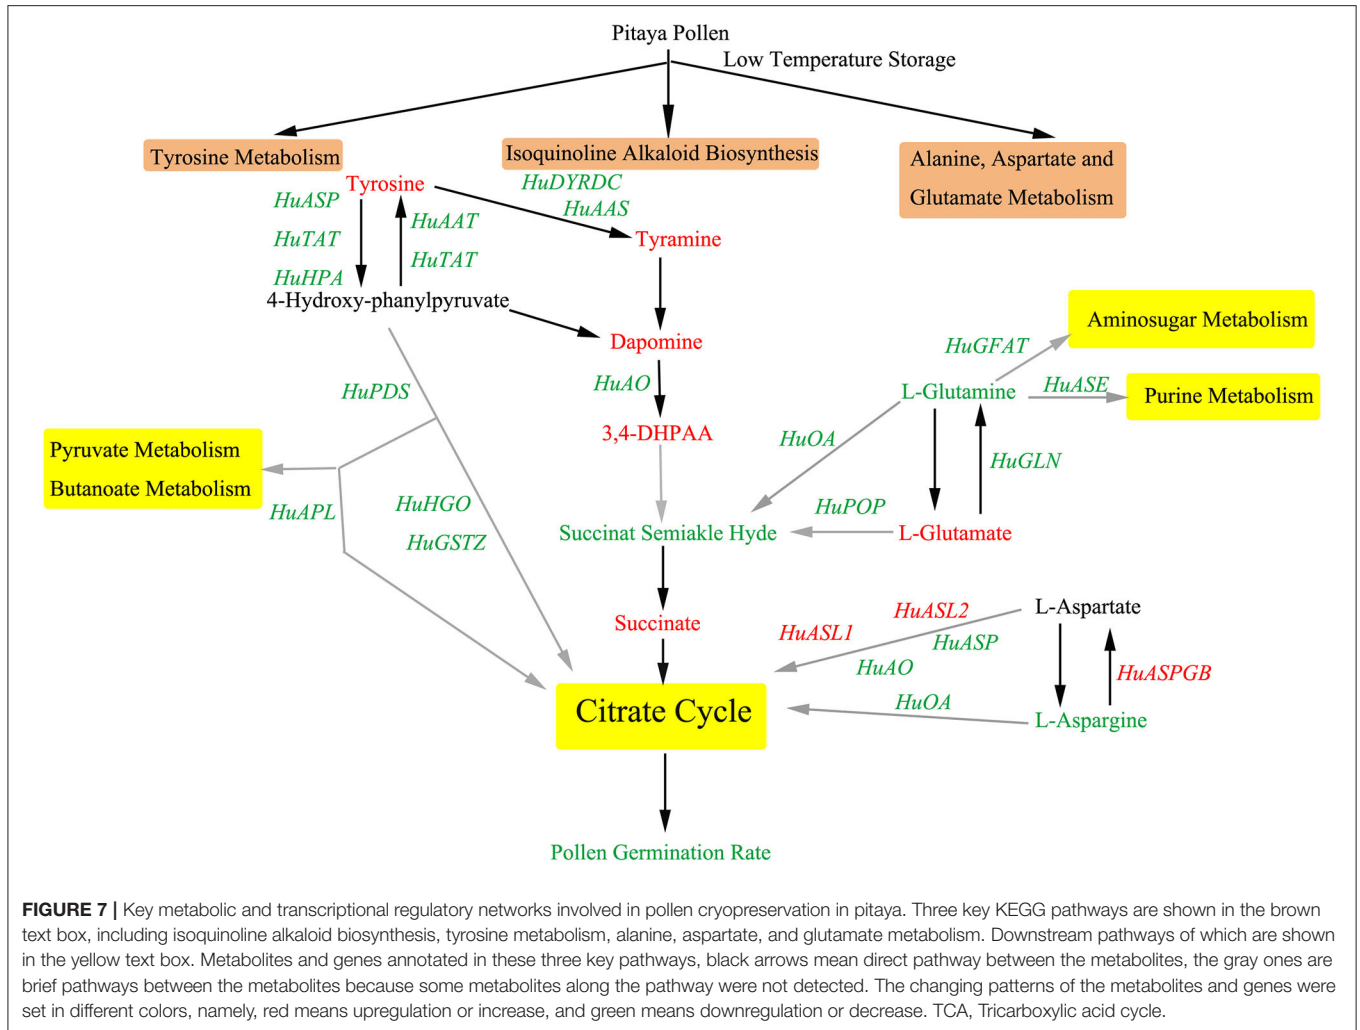 Pitaya Pollen
Low Temperature Storage
Tyrosine Metabolism
Isoquinoline Alkaloid Biosynthesis
Alanine, Aspartate and
Glutamate Metabolism
Tyrosine
HuASP
HuTAT
HuHPA
HuAAT
HuTAT
HuDYRDC
HuAAS
Tyramine
4-Hydroxy-phanylpyruvate
Dapomine
HuAO
3,4-DHPAA
HuPDS
Pyruvate Metabolism
Butanoate Metabolism
HuAPL
HuHGO
HuGSTZ
Aminosugar Metabolism
HuGFAT
L-Glutamine
HuASE
Purine Metabolism
HuOA
HuGLN
HuPOP
L-Glutamate
Succinat Semiakle Hyde
Succinate
HuASL1
HuASL2
HuASP
HuAO
L-Aspartate
HuASPGB
HuOA
L-Aspargine
Citrate Cycle
Pollen Germination Rate
FIGURE 7 | Key metabolic and transcriptional regulatory networks involved in pollen cryopreservation in pitaya. Three key KEGG pathways are shown in the brown
text box, including isoquinoline alkaloid biosynthesis, tyrosine metabolism, alanine, aspartate, and glutamate metabolism. Downstream pathways of which are shown
in the yellow text box. Metabolites and genes annotated in these three key pathways, black arrows mean direct pathway between the metabolites, the gray ones are
brief pathways between the metabolites because some metabolites along the pathway were not detected. The changing patterns of the metabolites and genes were
set in different colors, namely, red means upregulation or increase, and green means downregulation or decrease. TCA, Tricarboxylic acid cycle.